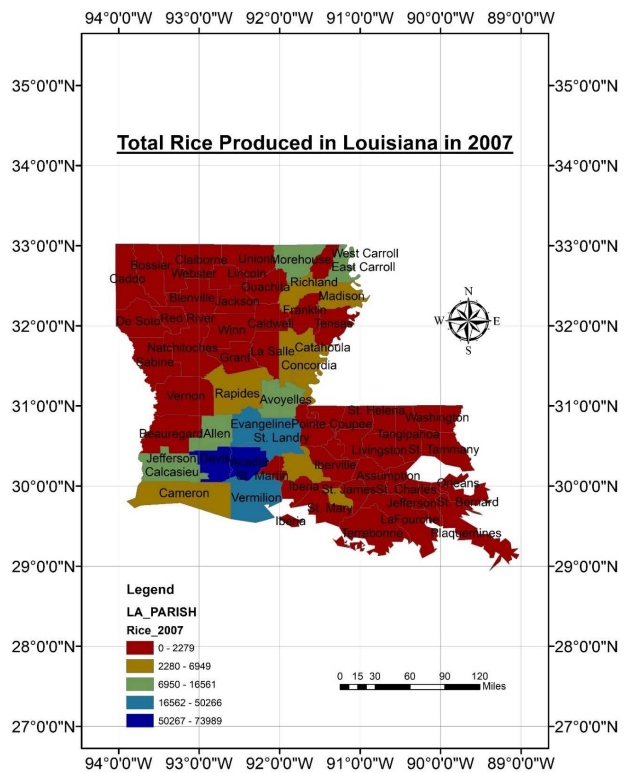 94°0'0"W 93°0'0"W 92°0'0"W 91°0'0"W 90°0'0"W 89°0'0"W
35°0'0"N 35°0'0"N
34°0'0"N 34°0'0"N
Total Rice Produced in Louisiana in 2007
33°0'0"N 33°0'0"N
Claiborne Union Morehouse West Carroll
Bossier Webster Lincoln East Carroll
Caddo Ouachita Richland
Bienville Jackson Madison
Franklin
32°0'0"N De Soto Red River Caldwell Tensas 32°0'0"N
Winn
Natchitoches La Salle Catahoula
Sabine Grant Concordia
Vernon Rapides Avoyelles
31°0'0"N St. Helena 31°0'0"N
Evangeline Pointe Coupee Washington
Beauregard Allen St. Landry Tangipahoa
Livingston St. Tammany
Jefferson Davis Iberville
Calcasieu St. Martin Assumption
30°0'0"N Cameron Vermilion Iberia St. James St. Charles Orleans 30°0'0"N
St. Mary Jefferson St. Bernard
Iberia LaFourche
Terrebonne Plaquemines
N
W E
S
29°0'0"N 29°0'0"N
Legend
LA_PARISH
Rice_2007
0 - 2279
2280 - 6949
6950 - 16561
16562 - 50266
50267 - 73989
0 15 30 60 90 120
Miles
28°0'0"N 28°0'0"N
27°0'0"N 27°0'0"N
94°0'0"W 93°0'0"W 92°0'0"W 91°0'0"W 90°0'0"W 89°0'0"W